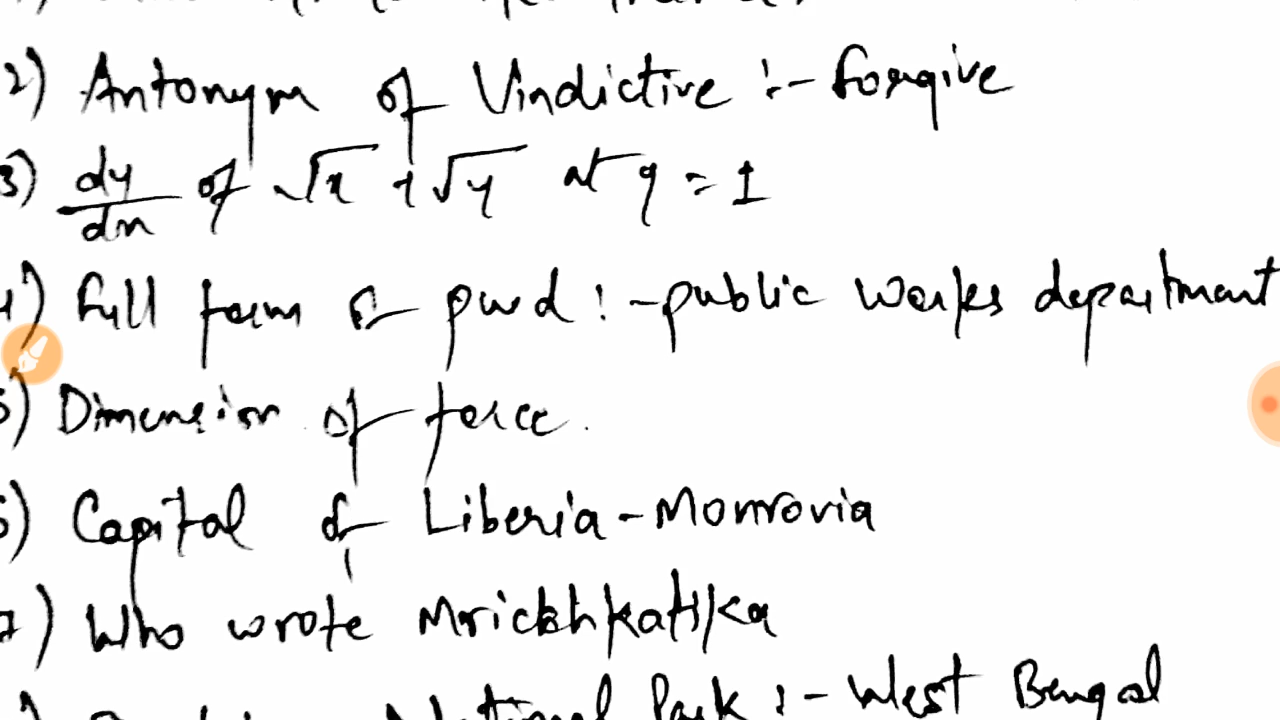 2) Antonym of Vindictive :- forgive
3) dy/dx of √x + √y at y = 1
4) full form of pwd :- public works department
5) Dimension of force.
6) Capital of Liberia - Monrovia
7) Who wrote Mricchkatika
National Park :- West Bengal